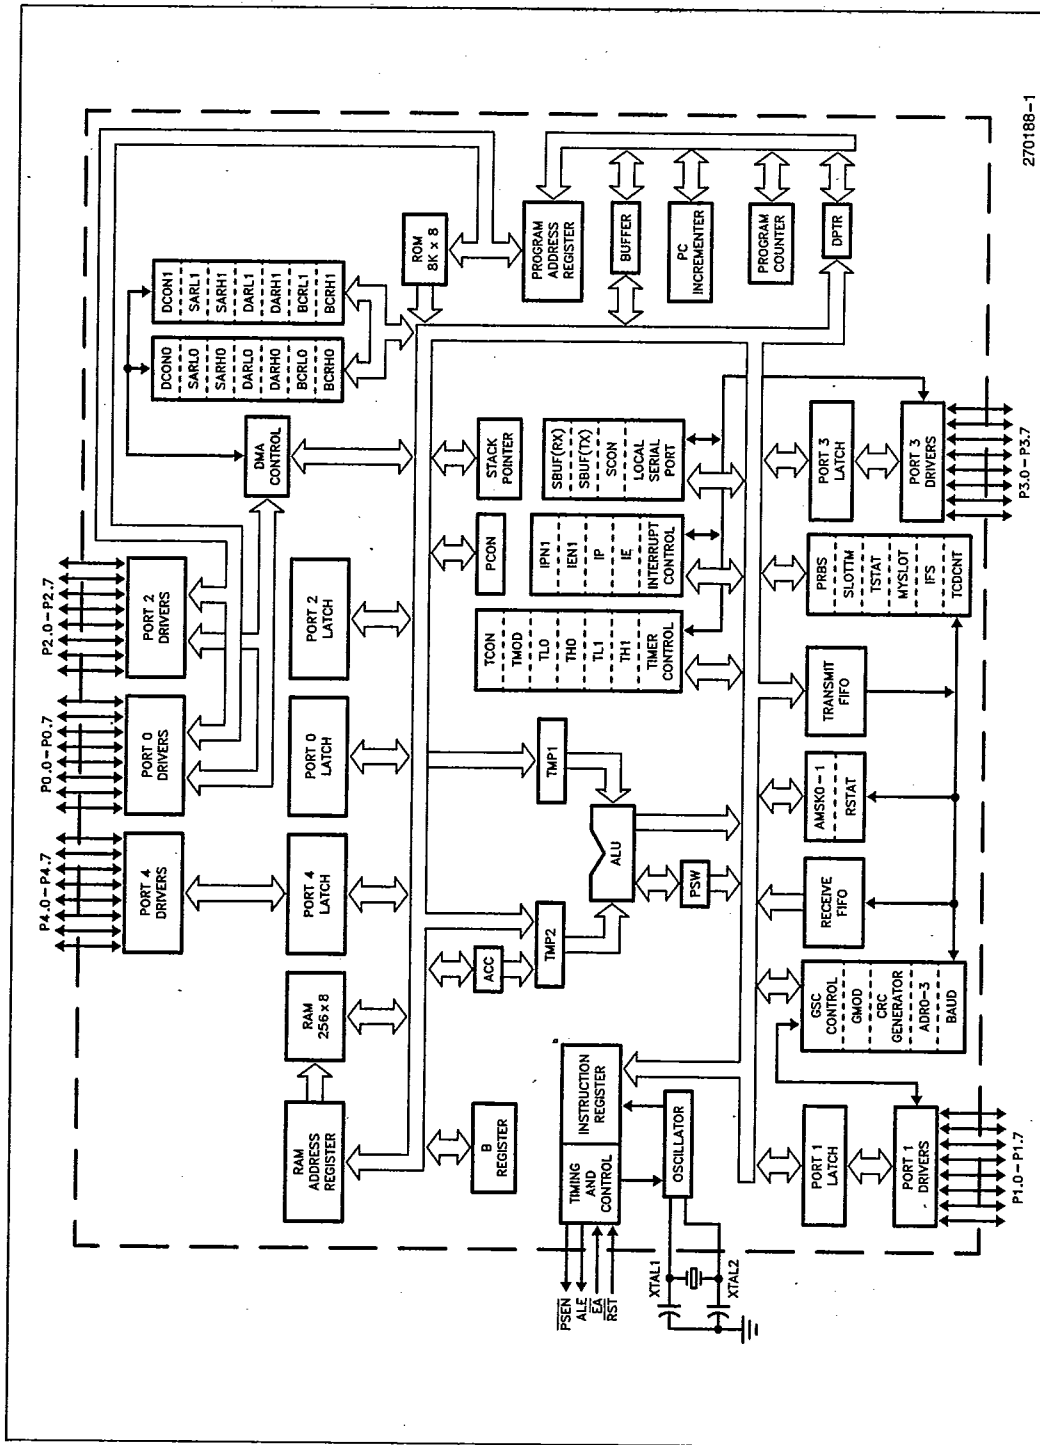 P4.0-P4.7
P0.0-P0.7
P2.0-P2.7
PORT 4
DRIVERS
PORT 0
DRIVERS
PORT 2
DRIVERS
DMA
CONTROL
DCON0
SARL0
SARH0
DARL0
DARH0
BCRL0
BCRH0
DCON1
SARL1
SARH1
DARL1
DARH1
BCRL1
BCRH1
RAM
ADDRESS
REGISTER
RAM
256 x 8
PORT 4
LATCH
PORT 0
LATCH
PORT 2
LATCH
ROM
8K x 8
B
REGISTER
ACC
TMP2
TMP1
ALU
PSW
PCON
STACK
POINTER
TCON
TMOD
TL0
TH0
TL1
TH1
TIMER
CONTROL
IPN1
IEN1
IP
IE
INTERRUPT
CONTROL
SBUF(RX)
SBUF(TX)
SCON
LOCAL
SERIAL
PORT
PROGRAM
ADDRESS
REGISTER
BUFFER
PC
INCREMENTER
PROGRAM
COUNTER
DPTR
PSEN
ALE
EA
RST
TIMING
AND
CONTROL
INSTRUCTION
REGISTER
OSCILLATOR
XTAL1
XTAL2
PORT 1
LATCH
PORT 1
DRIVERS
P1.0-P1.7
GSC
CONTROL
GMOD
CRC
GENERATOR
ADR0-3
BAUD
RECEIVE
FIFO
AMSK0-1
RSTAT
TRANSMIT
FIFO
PRBS
SLOTTM
TSTAT
MYSLOT
IFS
TCDCNT
PORT 3
LATCH
PORT 3
DRIVERS
P3.0-P3.7
270188-1